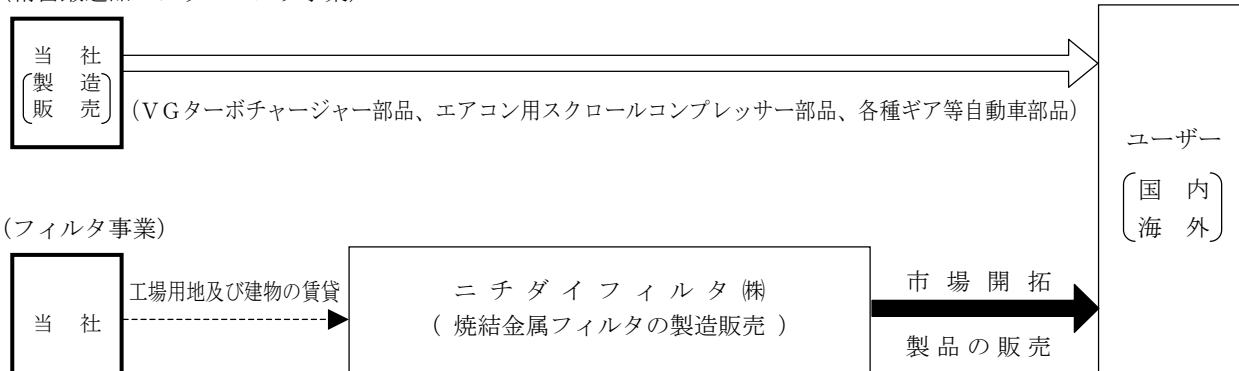 当社
製造
販売
(VGターボチャージャー部品、エアコン用スクロールコンプレッサー部品、各種ギア等自動車部品)
ユーザー
国内
海外
(フィルタ事業)
当社
工場用地及び建物の賃貸
ニチダイフィルタ㈱
(焼結金属フィルタの製造販売)
市場開拓
製品の販売